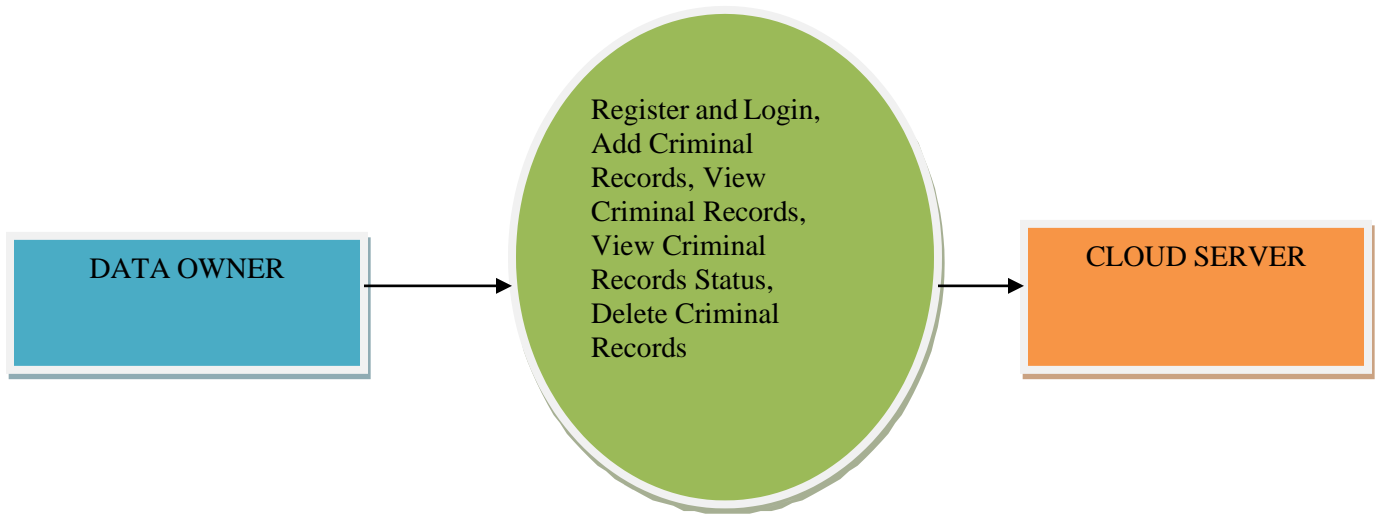 DATA OWNER
Register and Login,
Add Criminal
Records, View
Criminal Records,
View Criminal
Records Status,
Delete Criminal
Records
CLOUD SERVER